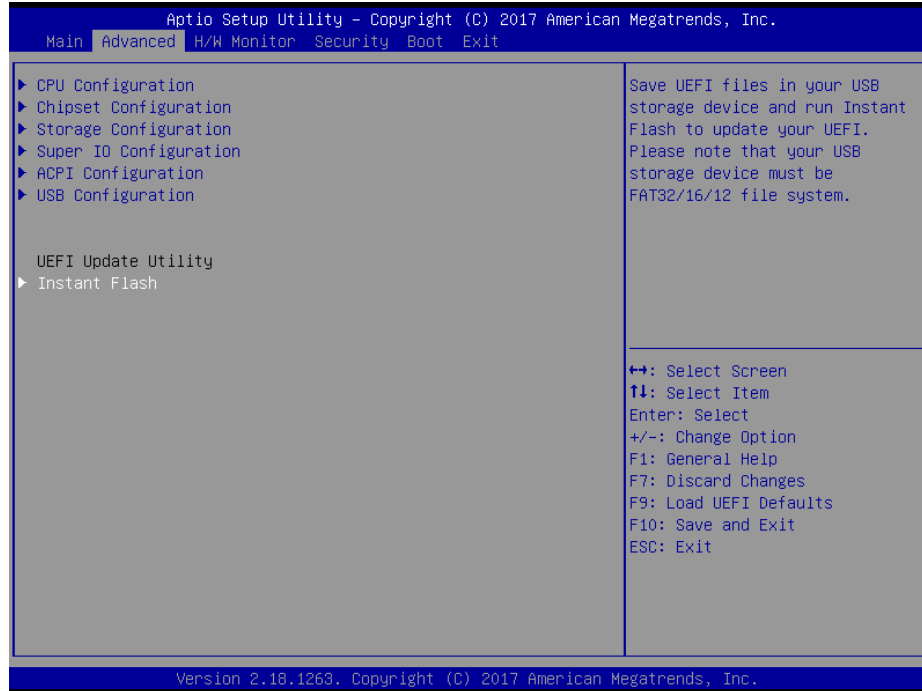 Aptio Setup Utility – Copyright (C) 2017 American Megatrends, Inc.
Main Advanced H/W Monitor Security Boot Exit
CPU Configuration
Chipset Configuration
Storage Configuration
Super IO Configuration
ACPI Configuration
USB Configuration
UEFI Update Utility
Instant Flash
Save UEFI files in your USB
storage device and run Instant
Flash to update your UEFI.
Please note that your USB
storage device must be
FAT32/16/12 file system.
↔: Select Screen
↑↓: Select Item
Enter: Select
+/-: Change Option
F1: General Help
F7: Discard Changes
F9: Load UEFI Defaults
F10: Save and Exit
ESC: Exit
Version 2.18.1263. Copyright (C) 2017 American Megatrends, Inc.